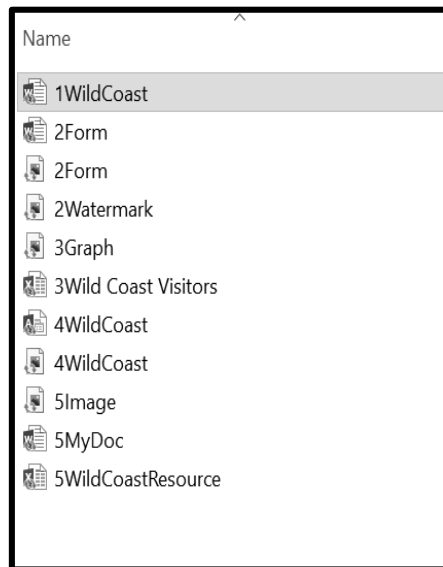 Name
1WildCoast
2Form
2Form
2Watermark
3Graph
3Wild Coast Visitors
4WildCoast
4WildCoast
5Image
5MyDoc
5WildCoastResource